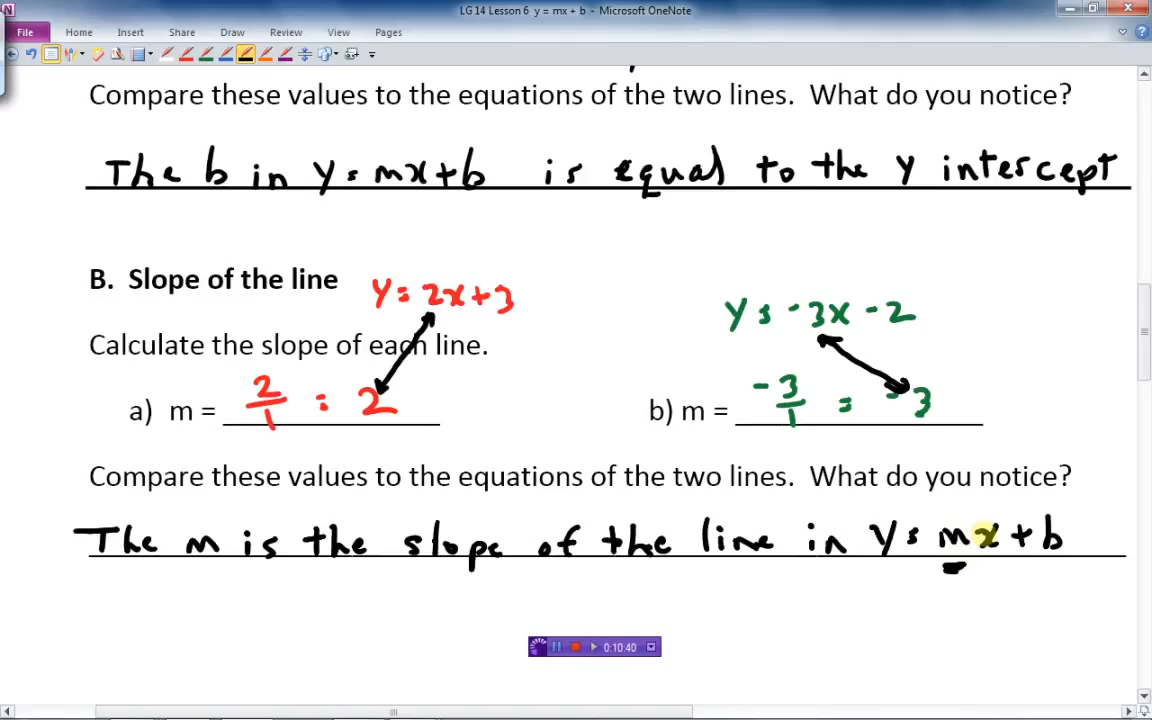 LG 14 Lesson 6 y = mx + b - Microsoft OneNote
File Home Insert Share Draw Review View Pages
Compare these values to the equations of the two lines. What do you notice?
The b in y = mx+b is equal to the y intercept
B. Slope of the line
y = 2x+3
y = -3x -2
Calculate the slope of each line.
a) m = 2/1 = 2
b) m = -3/1 = -3
Compare these values to the equations of the two lines. What do you notice?
The m is the slope of the line in y = mx+b
0:10:40